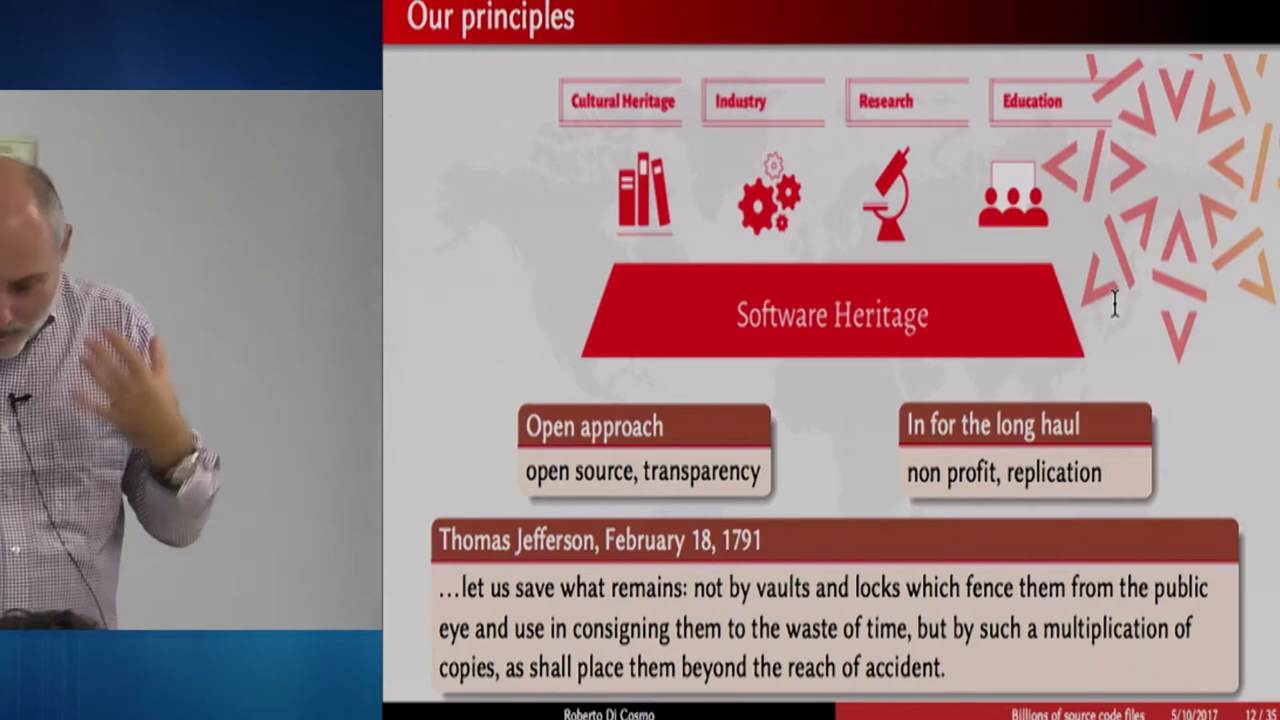 Our principles
Cultural Heritage
Industry
Research
Education
Software Heritage
Open approach
open source, transparency
In for the long haul
non profit, replication
Thomas Jefferson, February 18, 1791
…let us save what remains: not by vaults and locks which fence them from the public
eye and use in consigning them to the waste of time, but by such a multiplication of
copies, as shall place them beyond the reach of accident.
Roberto Di Cosmo
Billions of source code files
5/10/2017
12 / 35